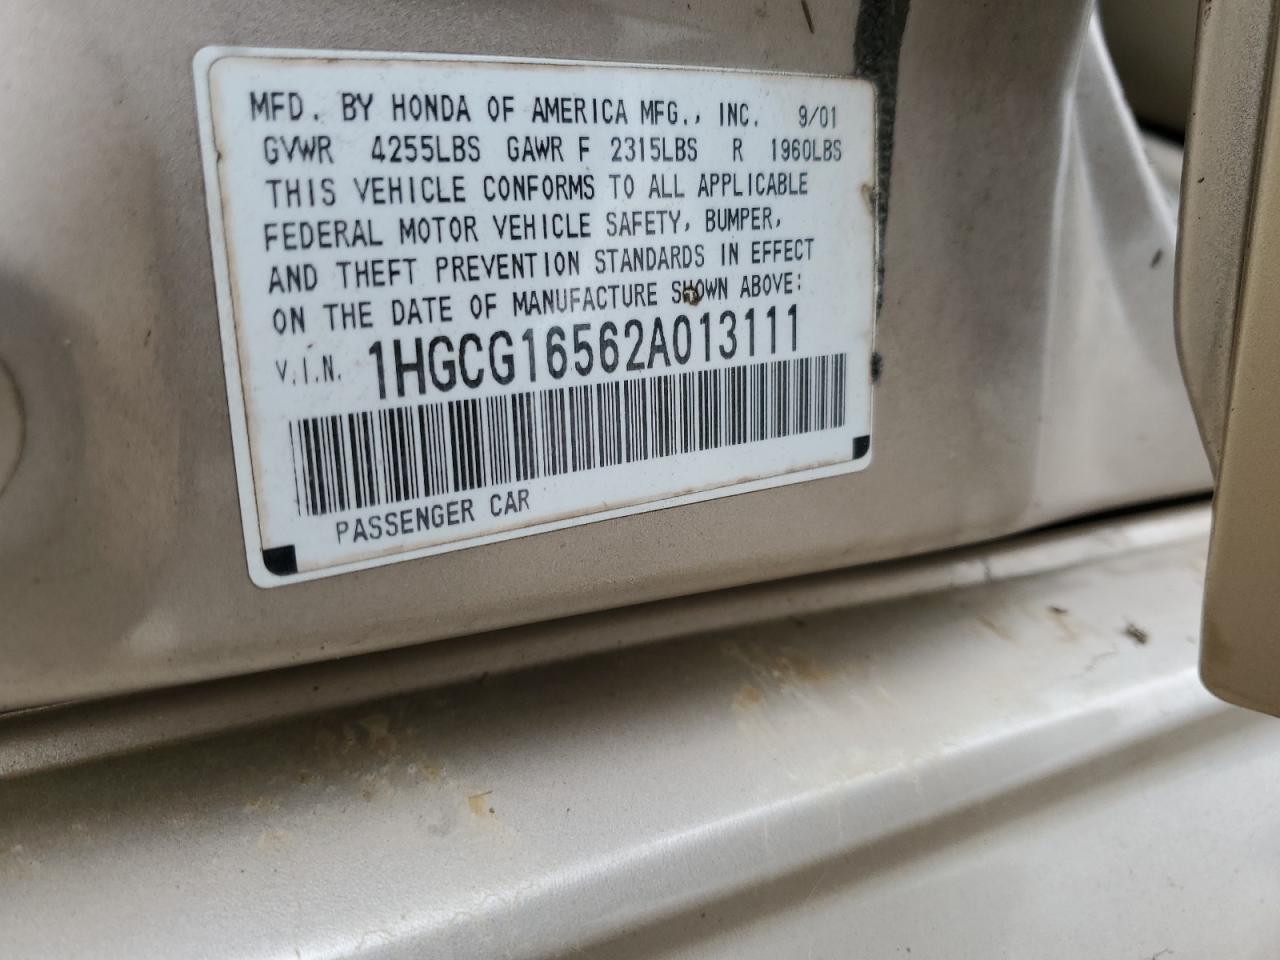 MFD. BY HONDA OF AMERICA MFG., INC. 9/01
GVWR 4255LBS GAWR F 2315LBS R 1960LBS
THIS VEHICLE CONFORMS TO ALL APPLICABLE
FEDERAL MOTOR VEHICLE SAFETY, BUMPER,
AND THEFT PREVENTION STANDARDS IN EFFECT
ON THE DATE OF MANUFACTURE SHOWN ABOVE:
V.I.N. 1HGCG16562A013111
PASSENGER CAR